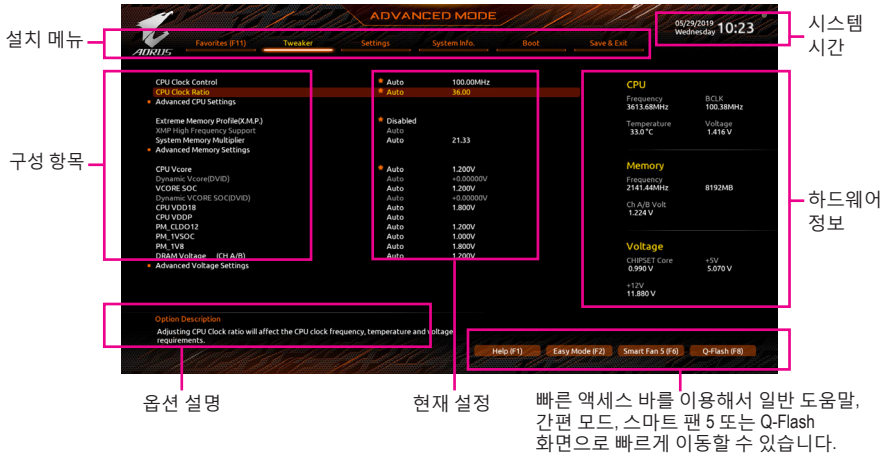 ADVANCED MODE
05/29/2019
Wednesday
10:23
시스템
시간
설치 메뉴
AORUS
Favorites (F11)
Tweaker
Settings
System Info.
Boot
Save & Exit
구성 항목
CPU Clock Control
Auto
100.00MHz
CPU Clock Ratio
Auto
36.00
Advanced CPU Settings
Extreme Memory Profile(X.M.P.)
Disabled
XMP High Frequency Support
Auto
System Memory Multiplier
Auto
21.33
Advanced Memory Settings
CPU Vcore
Auto
1.200V
Dynamic Vcore(DVID)
Auto
+0.00000V
VCORE SOC
Auto
1.200V
Dynamic VCORE SOC(DVID)
Auto
+0.00000V
CPU VDD18
Auto
1.800V
CPU VDDP
Auto
PM_CLDO12
Auto
1.200V
PM_1VSOC
Auto
1.000V
PM_1V8
Auto
1.800V
DRAM Voltage (CH A/B)
Auto
1.200V
Advanced Voltage Settings
CPU
Frequency
BCLK
3613.68MHz
100.38MHz
Temperature
Voltage
33.0°C
1.416 V
Memory
Frequency
2141.44MHz
8192MB
Ch A/B Volt
1.224 V
Voltage
CHIPSET Core
+5V
0.990 V
5.070 V
+12V
11.880 V
하드웨어
정보
Option Description
Adjusting CPU Clock ratio will affect the CPU clock frequency, temperature and voltage
requirements.
Help (F1)
Easy Mode (F2)
Smart Fan 5 (F6)
Q-Flash (F8)
옵션 설명
현재 설정
빠른 액세스 바를 이용해서 일반 도움말,
간편 모드, 스마트 팬 5 또는 Q-Flash
화면으로 빠르게 이동할 수 있습니다.